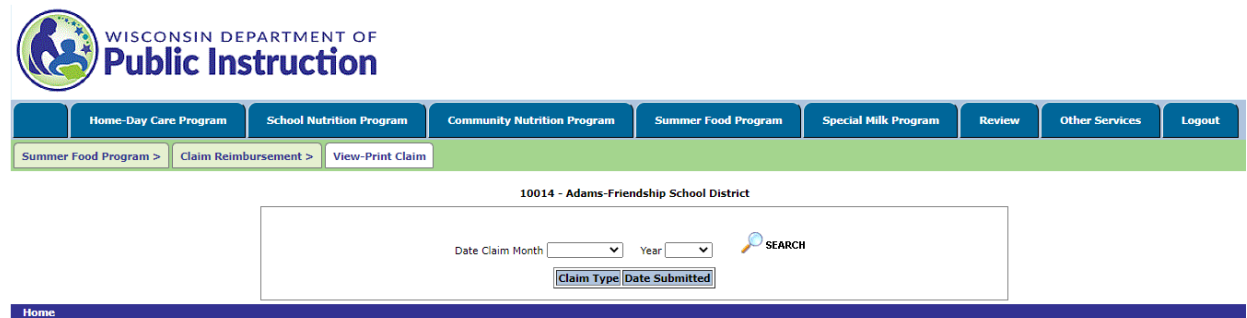 WISCONSIN DEPARTMENT OF
Public Instruction
Home-Day Care Program School Nutrition Program Community Nutrition Program Summer Food Program Special Milk Program Review Other Services Logout
Summer Food Program > Claim Reimbursement > View-Print Claim
10014 - Adams-Friendship School District
Date Claim Month Year SEARCH
Claim Type Date Submitted
Home